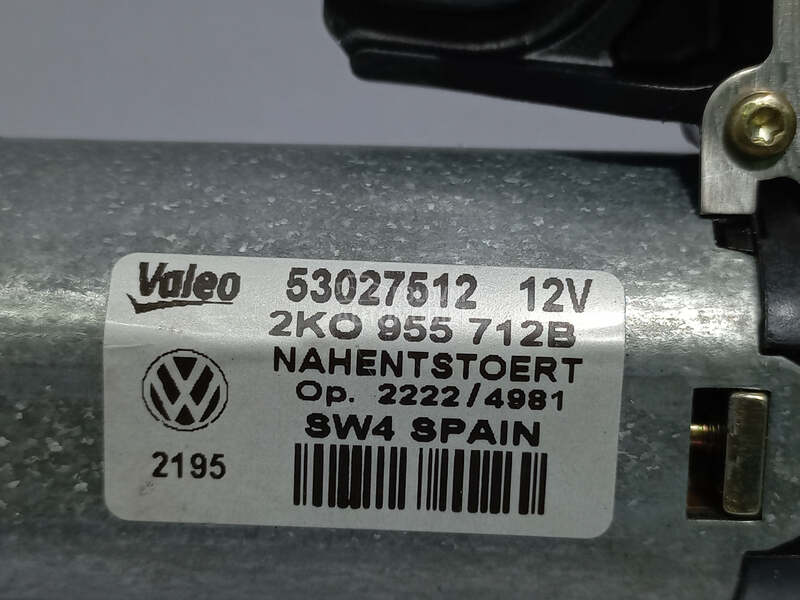 Valeo 53027512 12V
2KO 955 712B
NAHENTSTOERT
Op. 2222/4981
SW4 SPAIN
2195